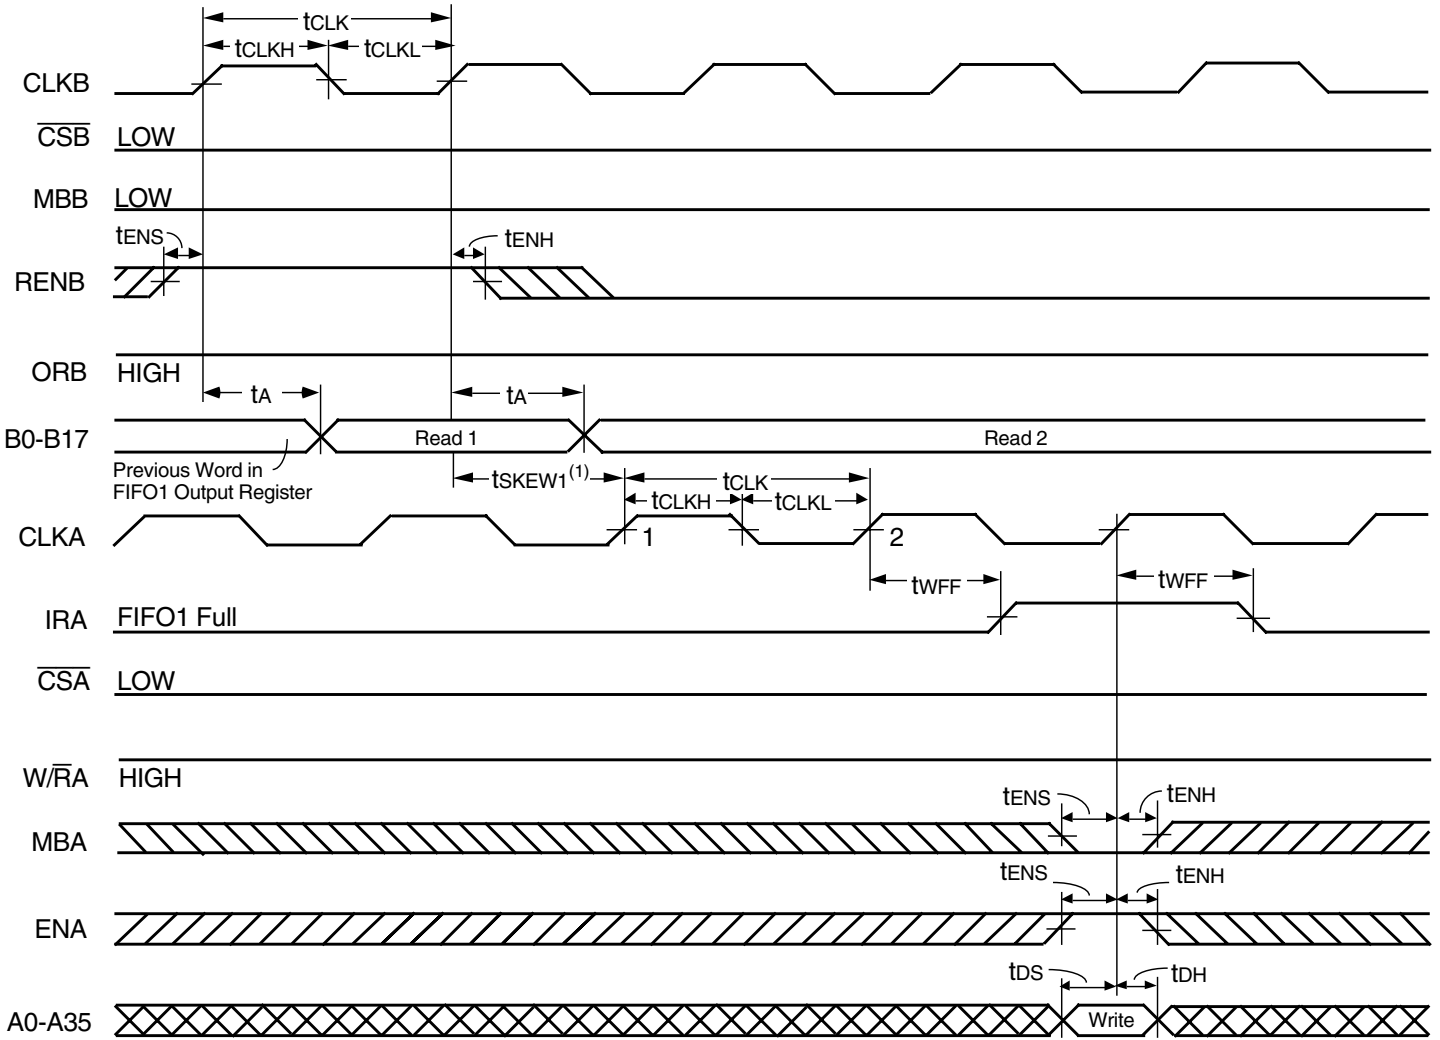 tCLK
tCLKH tCLKL
CLKB
CSB LOW
MBB LOW
tENS tENH
RENB
ORB HIGH
tA tA
B0-B17 Read 1 Read 2
Previous Word in
FIFO1 Output Register
tSKEW1(1) tCLK
tCLKH tCLKL
CLKA 1 2
tWFF tWFF
IRA FIFO1 Full
CSA LOW
W/RA HIGH
tENS tENH
MBA
tENS tENH
ENA
tDS tDH
A0-A35 Write